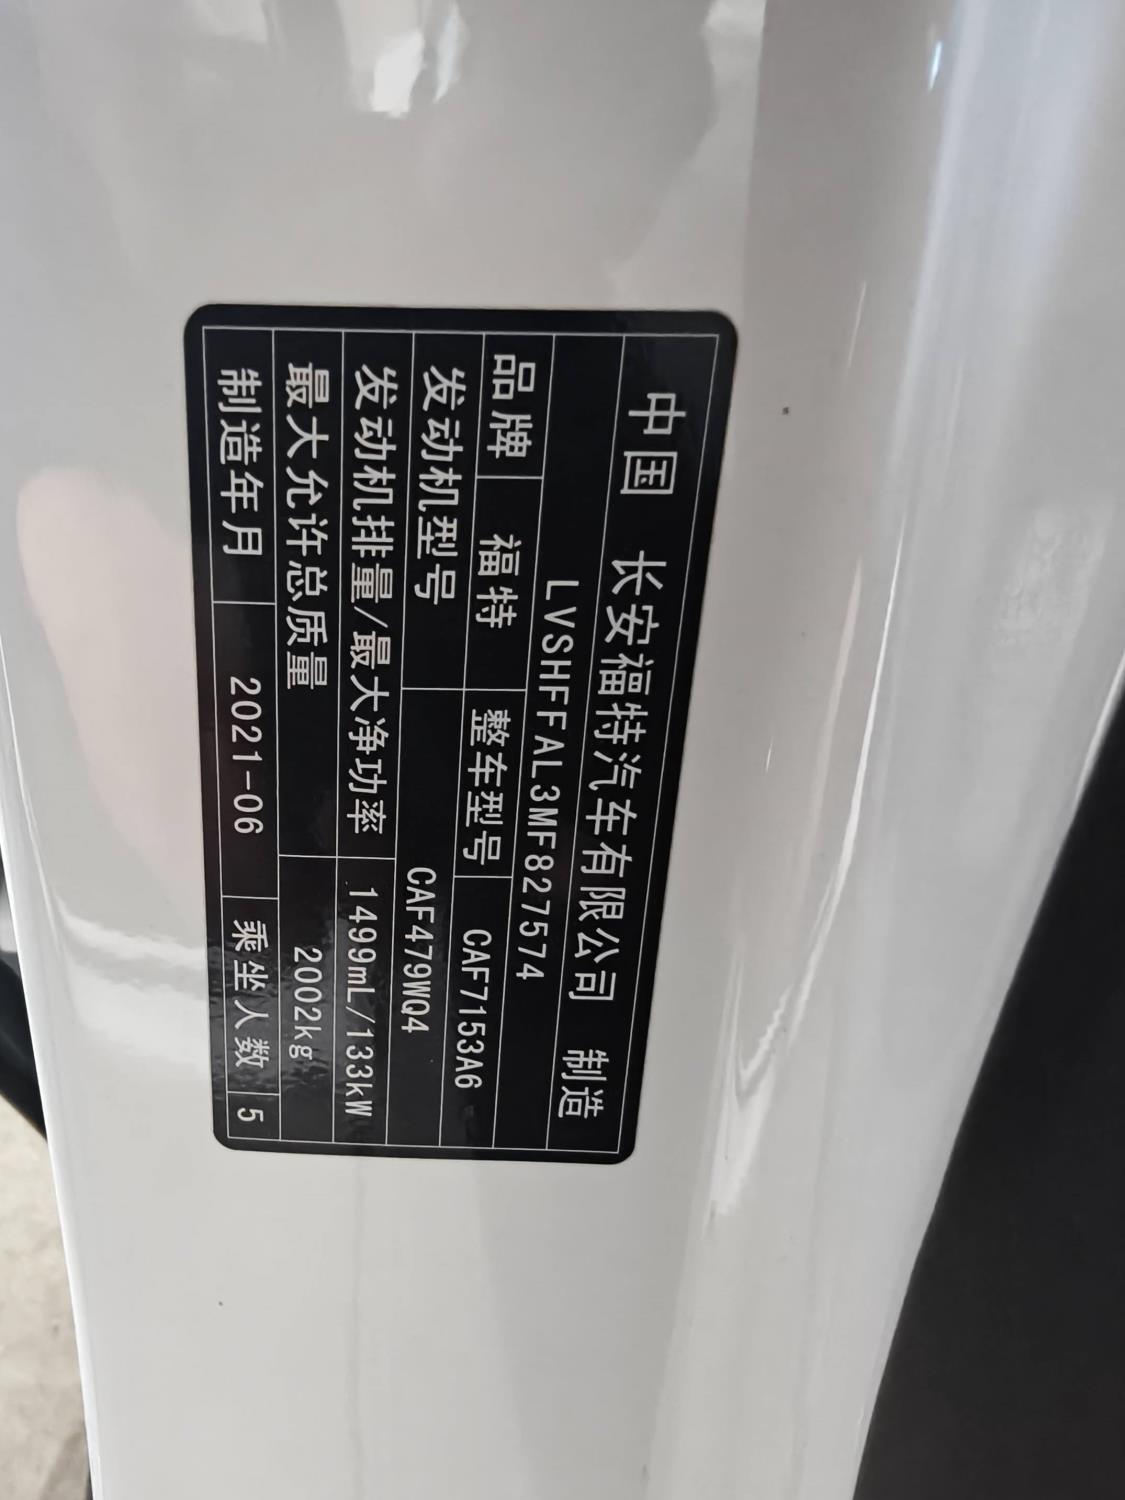 中国 长安福特汽车有限公司 制造
LVSHFFAL3MF827574
品牌 福特 整车型号 CAF7153A6
发动机型号 CAF479WQ4
发动机排量/最大净功率 1499mL/133kW
最大允许总质量 2002kg
制造年月 2021-06 乘坐人数 5